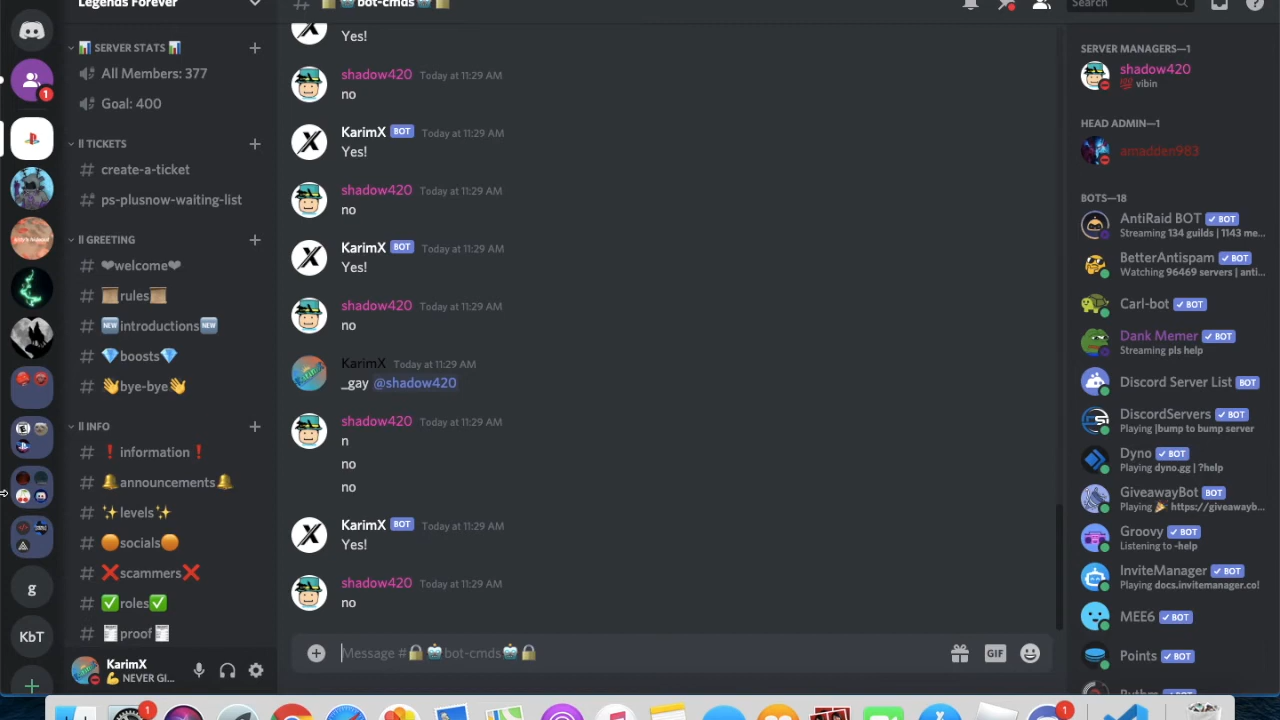 Legends Forever
SERVER STATS
All Members: 377
Goal: 400
|| TICKETS
create-a-ticket
ps-plusnow-waiting-list
|| GREETING
❤welcome❤
📜rules📜
🆕introductions🆕
💎boosts💎
👋bye-bye👋
|| INFO
❗information❗
🔔announcements🔔
✨levels✨
🟠socials🟠
❌scammers❌
✅roles✅
proof
g
KbT
KarimX
💪 NEVER GI...
1
# 🔒🤖bot-cmds🤖🔒
Search
Yes!
shadow420 Today at 11:29 AM
no
KarimX BOT Today at 11:29 AM
Yes!
shadow420 Today at 11:29 AM
no
KarimX BOT Today at 11:29 AM
Yes!
shadow420 Today at 11:29 AM
no
KarimX Today at 11:29 AM
_gay @shadow420
shadow420 Today at 11:29 AM
n
no
no
KarimX BOT Today at 11:29 AM
Yes!
shadow420 Today at 11:29 AM
no
Message #🔒🤖bot-cmds🤖🔒
GIF
SERVER MANAGERS—1
shadow420
💯 vibin
HEAD ADMIN—1
amadden983
BOTS—18
AntiRaid BOT ✓ BOT
Streaming 134 guilds | 1143 me...
BetterAntispam ✓ BOT
Watching 96469 servers | anti...
Carl-bot ✓ BOT
Dank Memer ✓ BOT
Streaming pls help
Discord Server List BOT
DiscordServers ✓ BOT
Playing |bump to bump server
Dyno ✓ BOT
Playing dyno.gg | ?help
GiveawayBot BOT
Playing 🎉 https://giveawayb...
Groovy ✓ BOT
Listening to -help
InviteManager ✓ BOT
Playing docs.invitemanager.co!
MEE6 ✓ BOT
Points ✓ BOT
Rythm ✓ BOT
1
1